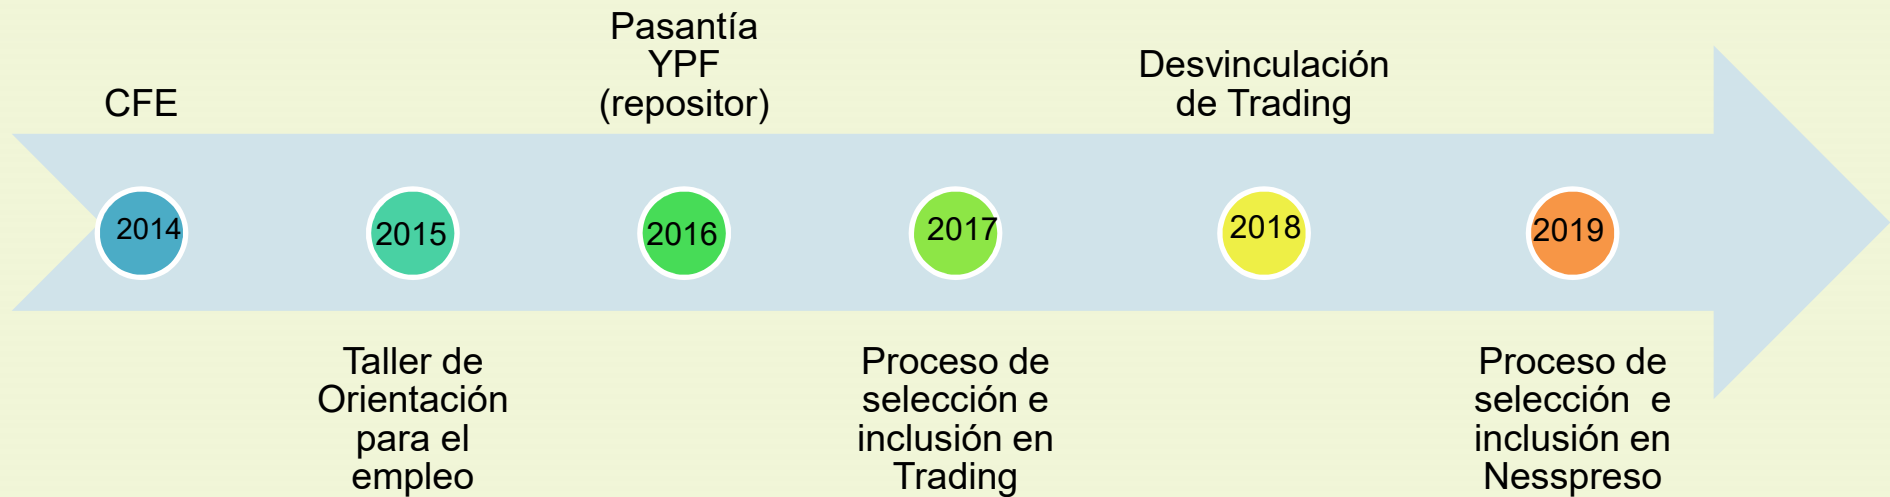 CFE
Pasantía
YPF
(repositor)
Desvinculación
de Trading
2014
2015
2016
2017
2018
2019
Taller de
Orientación
para el
empleo
Proceso de
selección e
inclusión en
Trading
Proceso de
selección  e
inclusión en
Nesspreso